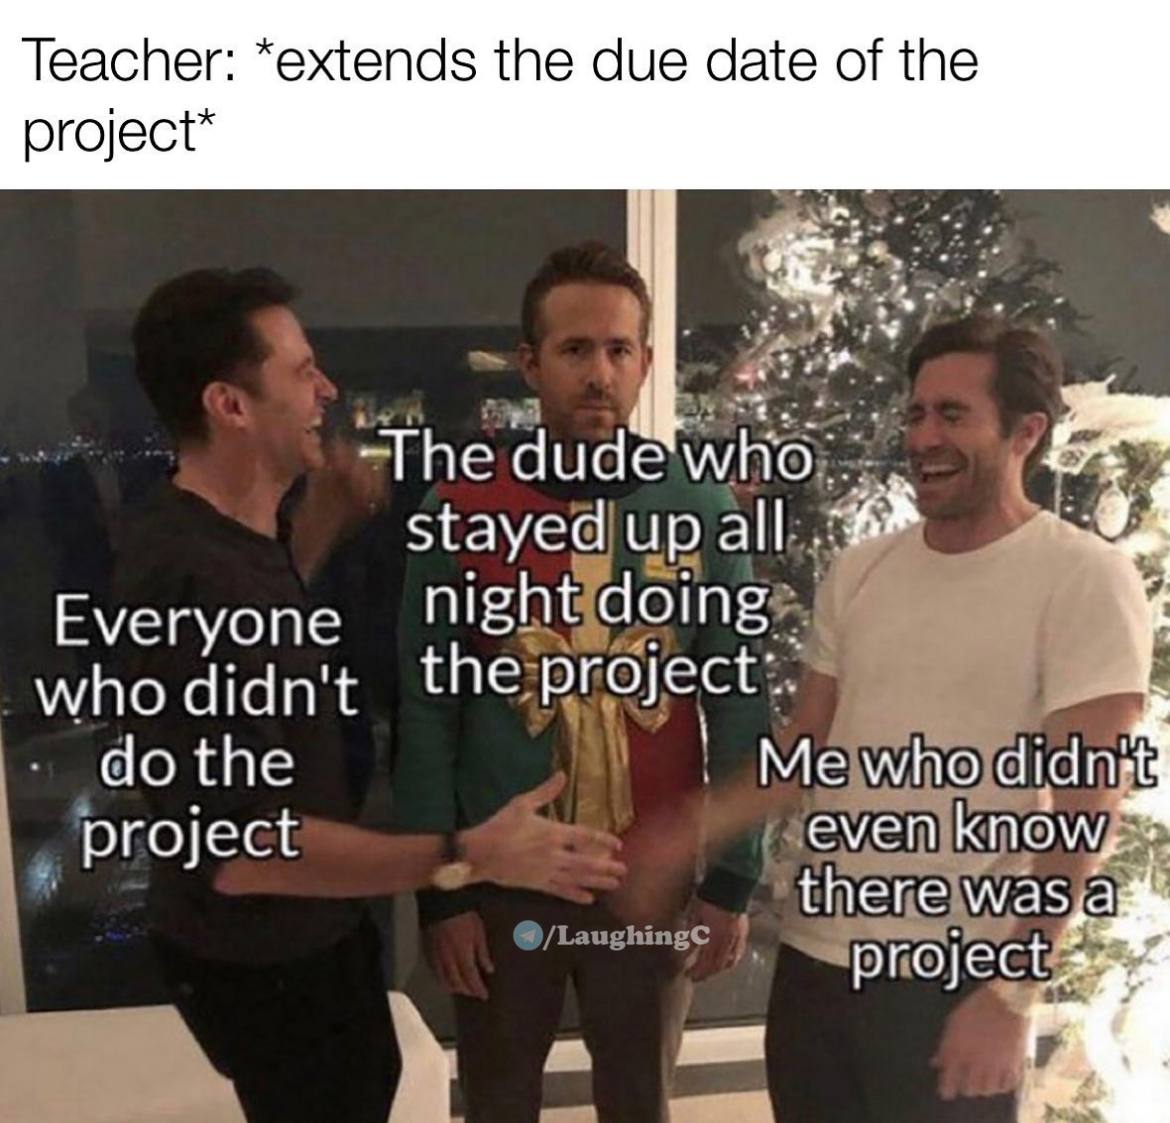 Teacher: *extends the due date of the
project*
The dude who
stayed up all
night doing
the project
Everyone
who didn't
do the
project
Me who didn't
even know
there was a
project
/LaughingC